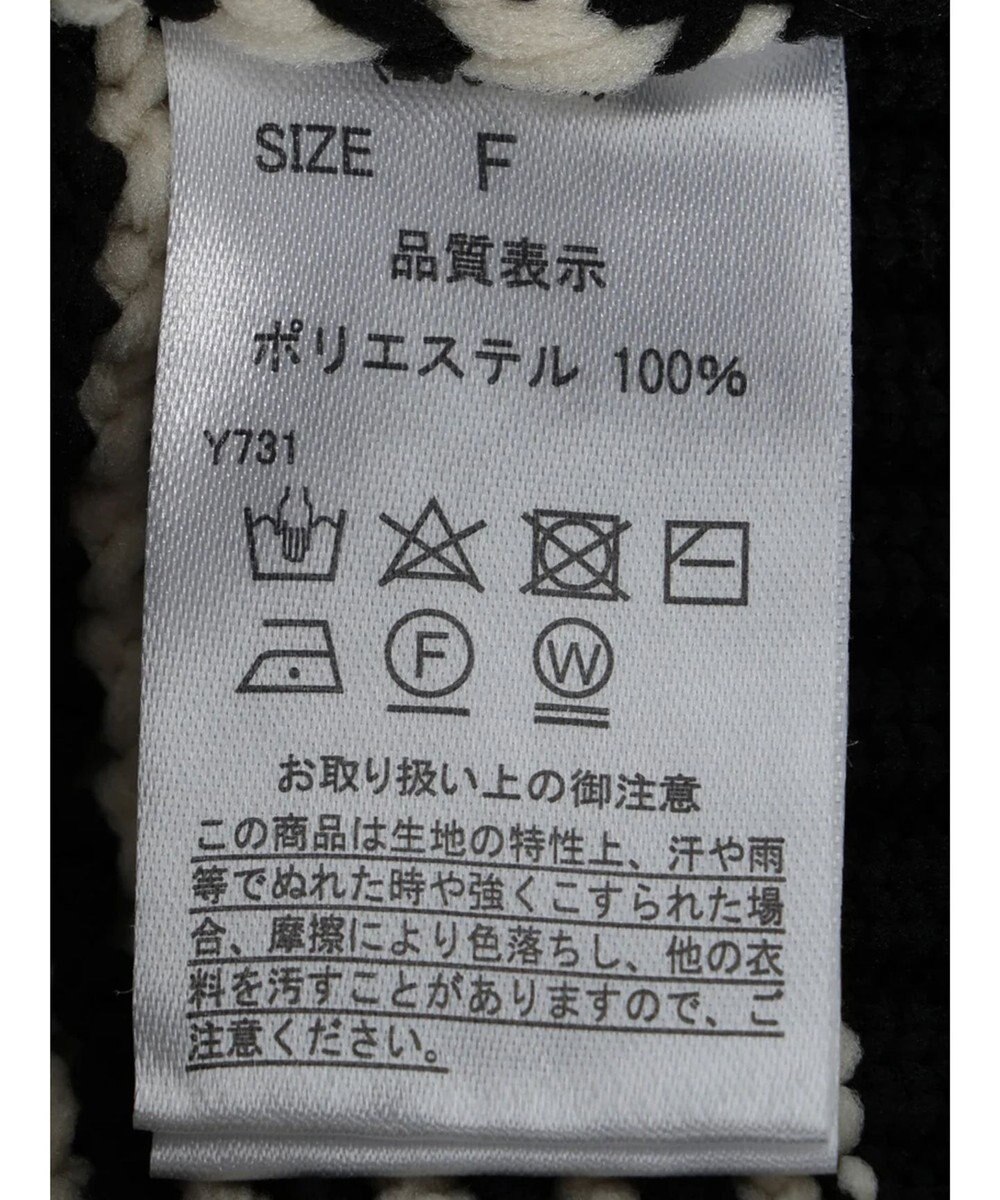 SIZE F
品質表示
ポリエステル 100%
Y731
F W
お取り扱い上の御注意
この商品は生地の特性上、汗や雨
等でぬれた時や強くこすられた場
合、摩擦により色落ちし、他の衣
料を汚すことがありますので、ご
注意ください。